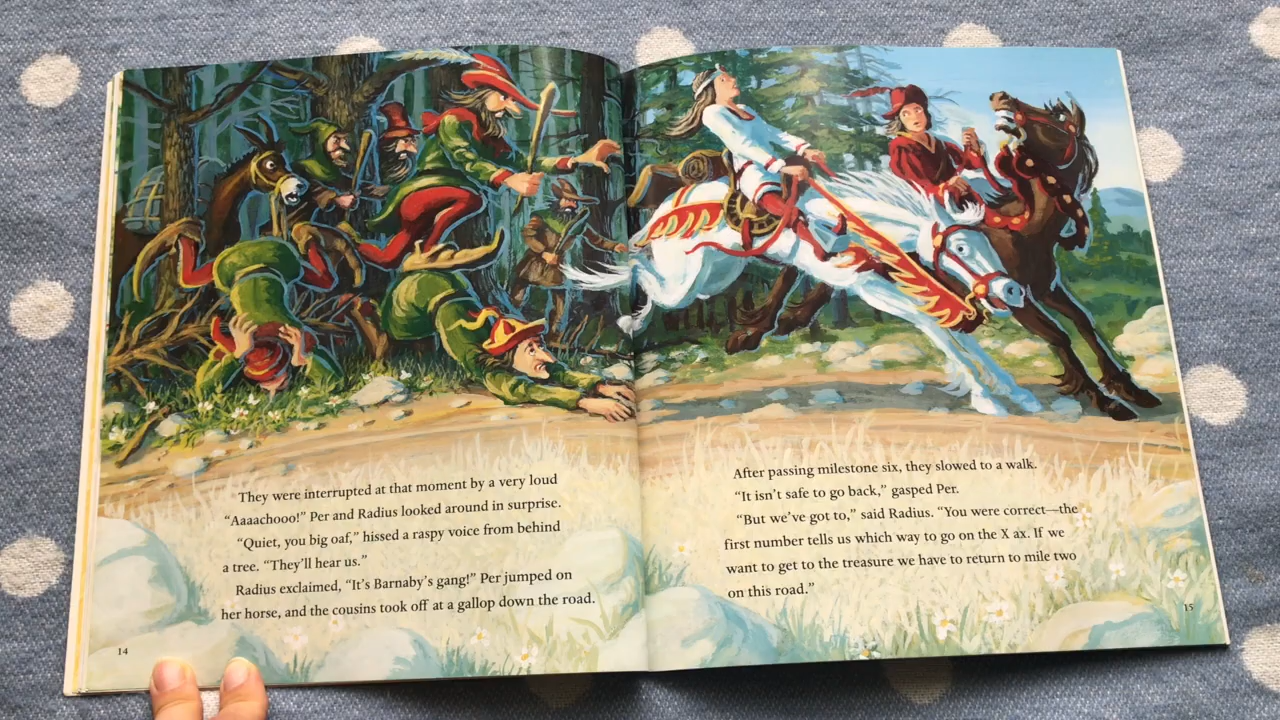 They were interrupted at that moment by a very loud
“Aaaachooo!” Per and Radius looked around in surprise.
“Quiet, you big oaf,” hissed a raspy voice from behind
a tree. “They’ll hear us.”
Radius exclaimed, “It’s Barnaby’s gang!” Per jumped on
her horse, and the cousins took off at a gallop down the road.
14
After passing milestone six, they slowed to a walk.
“It isn’t safe to go back,” gasped Per.
“But we’ve got to,” said Radius. “You were correct—the
first number tells us which way to go on the X ax. If we
want to get to the treasure we have to return to mile two
on this road.”
15